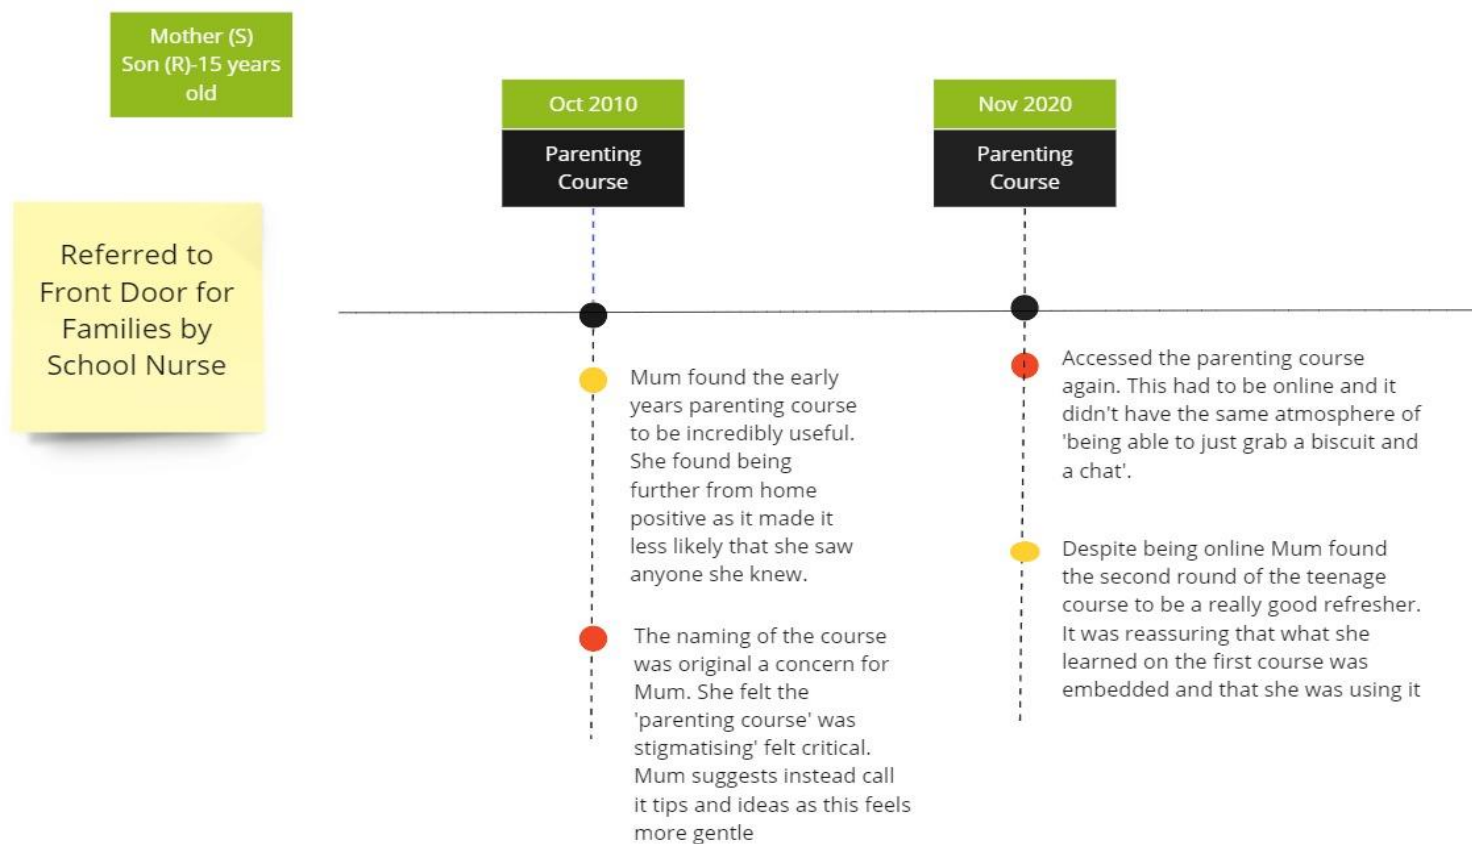 Mother (S)
Son (R)-15 years
old
Referred to
Front Door for
Families by
School Nurse
Oct 2010
Parenting
Course
Mum found the early
years parenting course
to be incredibly useful.
She found being
further from home
positive as it made it
less likely that she saw
anyone she knew.
The naming of the course
was original a concern for
Mum. She felt the
'parenting course' was
stigmatising' felt critical.
Mum suggests instead call
it tips and ideas as this feels
more gentle
Nov 2020
Parenting
Course
Accessed the parenting course
again. This had to be online and it
didn't have the same atmosphere of
'being able to just grab a biscuit and
a chat'.
Despite being online Mum found
the second round of the teenage
course to be a really good refresher.
It was reassuring that what she
learned on the first course was
embedded and that she was using it